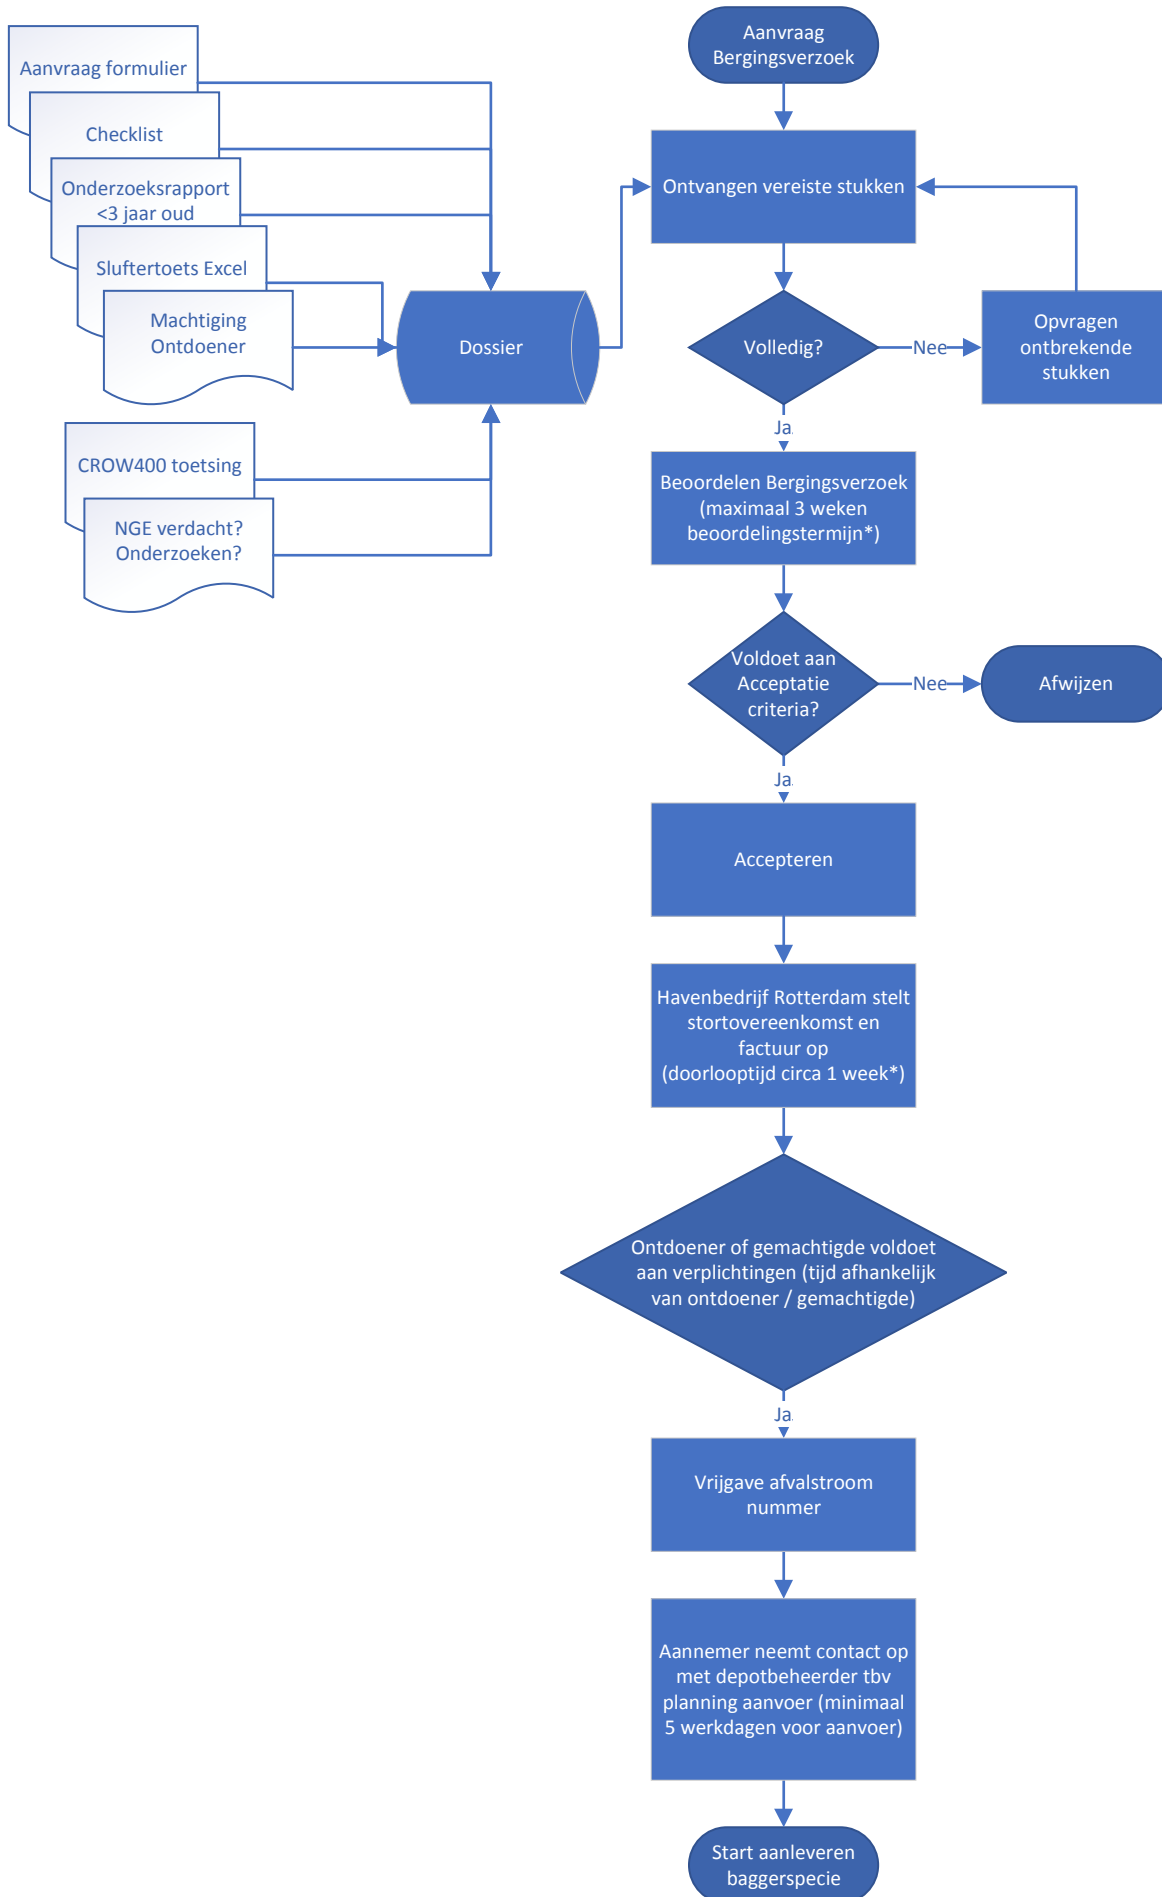 Aanvraag formulier
Checklist
Onderzoeksrapport
<3 jaar oud
Sluftertoets Excel
Machtiging
Ontdoener
CROW400 toetsing
NGE verdacht?
Onderzoeken?
Dossier
Aanvraag
Bergingsverzoek
Ontvangen vereiste stukken
Volledig?
Nee
Opvragen
ontbrekende
stukken
Ja
Beoordelen Bergingsverzoek
(maximaal 3 weken
beoordelingstermijn*)
Voldoet aan
Acceptatie
criteria?
Nee
Afwijzen
Ja
Accepteren
Havenbedrijf Rotterdam stelt
stortovereenkomst en
factuur op
(doorlooptijd circa 1 week*)
Ontdoener of gemachtigde voldoet
aan verplichtingen (tijd afhankelijk
van ontdoener / gemachtigde)
Ja
Vrijgave afvalstroom
nummer
Aannemer neemt contact op
met depotbeheerder tbv
planning aanvoer (minimaal
5 werkdagen voor aanvoer)
Start aanleveren
baggerspecie